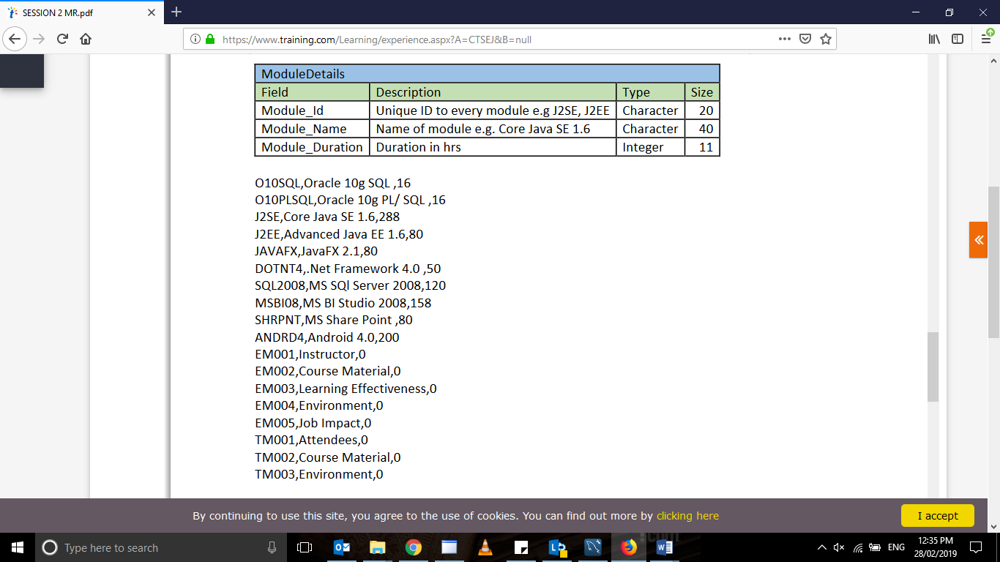 SESSION 2 MR.pdf
https://www.training.com/Learning/experience.aspx?A=CTSEJ&B=null
ModuleDetails
Field Description Type Size
Module_Id Unique ID to every module e.g J2SE, J2EE Character 20
Module_Name Name of module e.g. Core Java SE 1.6 Character 40
Module_Duration Duration in hrs Integer 11
O10SQL,Oracle 10g SQL ,16
O10PLSQL,Oracle 10g PL/ SQL ,16
J2SE,Core Java SE 1.6,288
J2EE,Advanced Java EE 1.6,80
JAVAFX,JavaFX 2.1,80
DOTNT4,.Net Framework 4.0 ,50
SQL2008,MS SQl Server 2008,120
MSBI08,MS BI Studio 2008,158
SHRPNT,MS Share Point ,80
ANDRD4,Android 4.0,200
EM001,Instructor,0
EM002,Course Material,0
EM003,Learning Effectiveness,0
EM004,Environment,0
EM005,Job Impact,0
TM001,Attendees,0
TM002,Course Material,0
TM003,Environment,0
By continuing to use this site, you agree to the use of cookies. You can find out more by clicking here
I accept
Type here to search
ENG
12:35 PM
28/02/2019